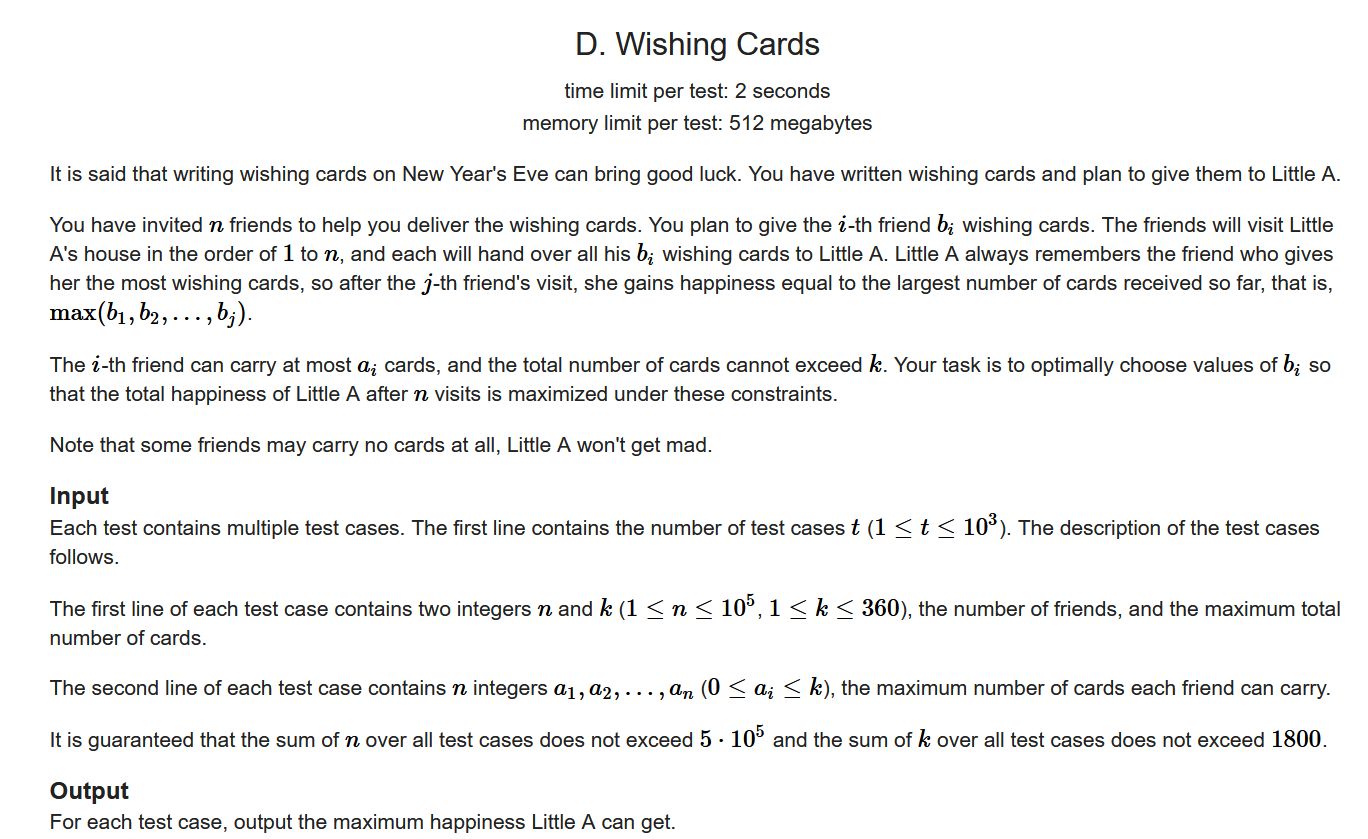 D. Wishing Cards
time limit per test: 2 seconds
memory limit per test: 512 megabytes
It is said that writing wishing cards on New Year's Eve can bring good luck. You have written wishing cards and plan to give them to Little A.
You have invited n friends to help you deliver the wishing cards. You plan to give the i-th friend b_i wishing cards. The friends will visit Little
A's house in the order of 1 to n, and each will hand over all his b_i wishing cards to Little A. Little A always remembers the friend who gives
her the most wishing cards, so after the j-th friend's visit, she gains happiness equal to the largest number of cards received so far, that is,
max(b_1, b_2, . . . , b_j).
The i-th friend can carry at most a_i cards, and the total number of cards cannot exceed k. Your task is to optimally choose values of b_i so
that the total happiness of Little A after n visits is maximized under these constraints.
Note that some friends may carry no cards at all, Little A won't get mad.
Input
Each test contains multiple test cases. The first line contains the number of test cases t (1 ≤ t ≤ 10^3). The description of the test cases
follows.
The first line of each test case contains two integers n and k (1 ≤ n ≤ 10^5, 1 ≤ k ≤ 360), the number of friends, and the maximum total
number of cards.
The second line of each test case contains n integers a_1, a_2, . . . , a_n (0 ≤ a_i ≤ k), the maximum number of cards each friend can carry.
It is guaranteed that the sum of n over all test cases does not exceed 5 · 10^5 and the sum of k over all test cases does not exceed 1800.
Output
For each test case, output the maximum happiness Little A can get.